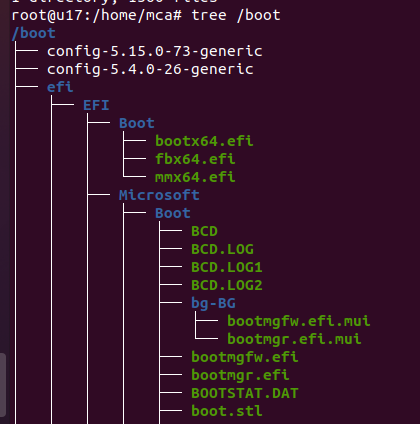 root@u17:/home/mca# tree /boot
/boot
├── config-5.15.0-73-generic
├── config-5.4.0-26-generic
├── efi
│   ├── EFI
│   │   ├── Boot
│   │   │   ├── bootx64.efi
│   │   │   ├── fbx64.efi
│   │   │   └── mmx64.efi
│   │   ├── Microsoft
│   │   │   ├── Boot
│   │   │   │   ├── BCD
│   │   │   │   ├── BCD.LOG
│   │   │   │   ├── BCD.LOG1
│   │   │   │   ├── BCD.LOG2
│   │   │   │   ├── bg-BG
│   │   │   │   │   ├── bootmgfw.efi.mui
│   │   │   │   │   └── bootmgr.efi.mui
│   │   │   │   ├── bootmgfw.efi
│   │   │   │   ├── bootmgr.efi
│   │   │   │   ├── BOOTSTAT.DAT
│   │   │   │   ├── boot.stl